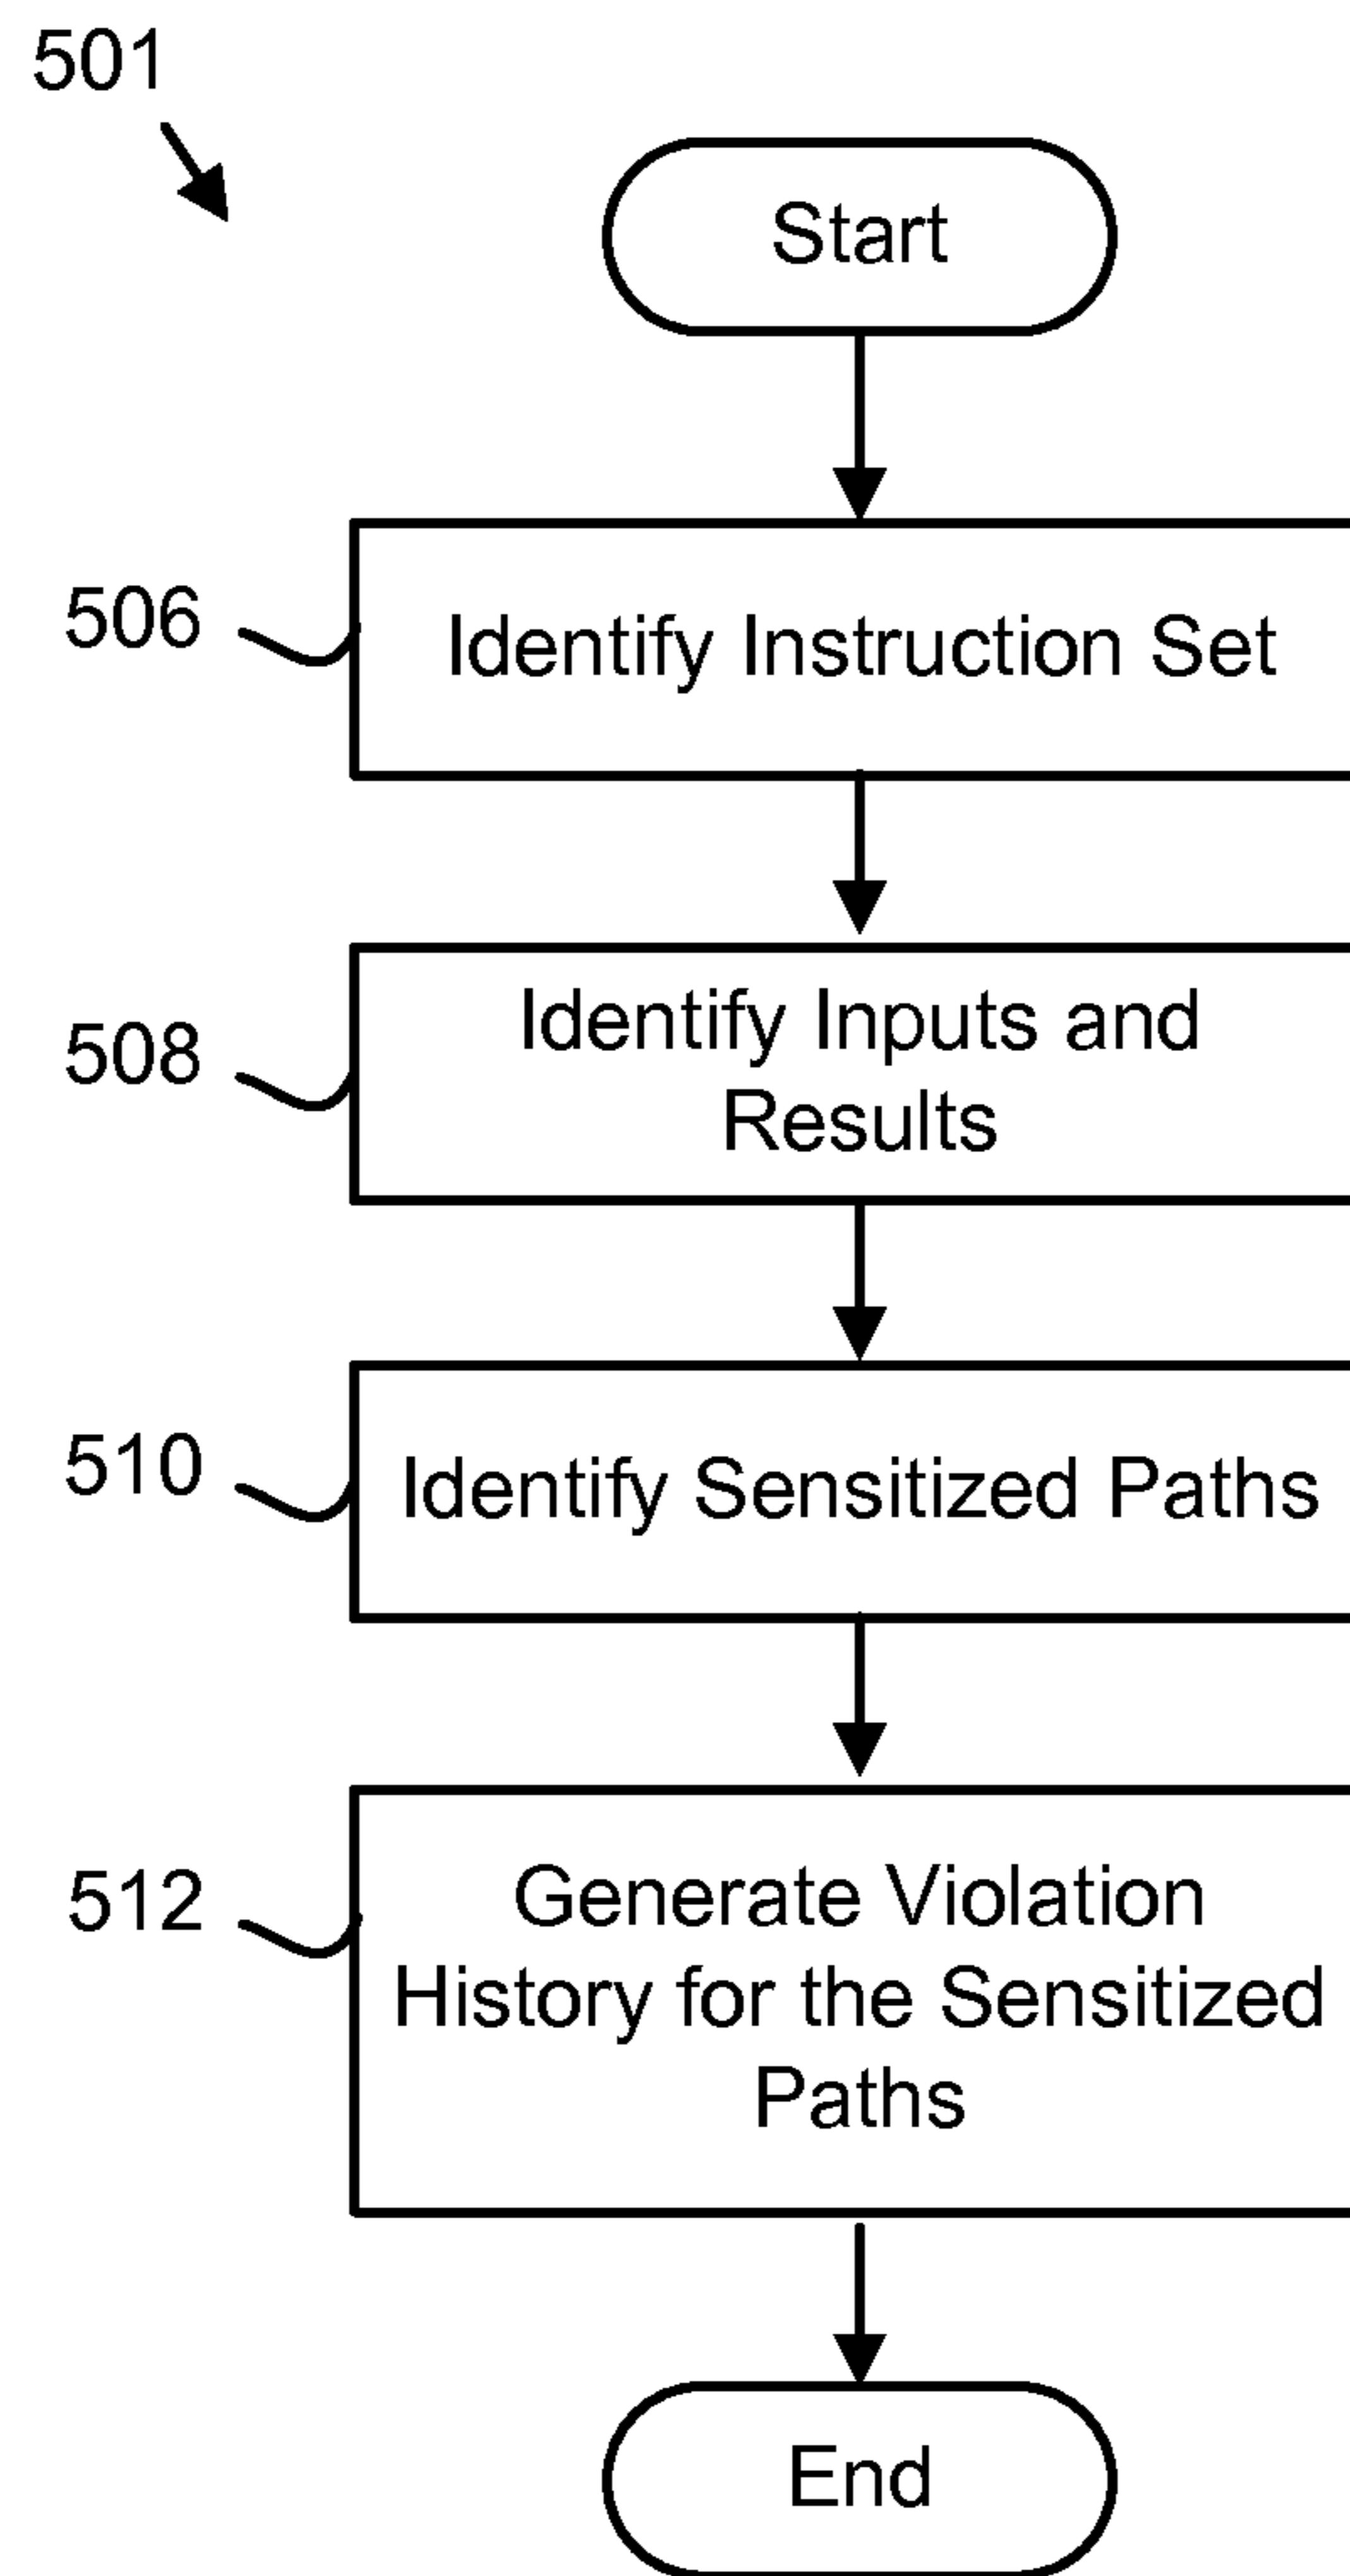 501
Start
506
Identify Instruction Set
508
Identify Inputs and
Results
510
Identify Sensitized Paths
512
Generate Violation
History for the Sensitized
Paths
End